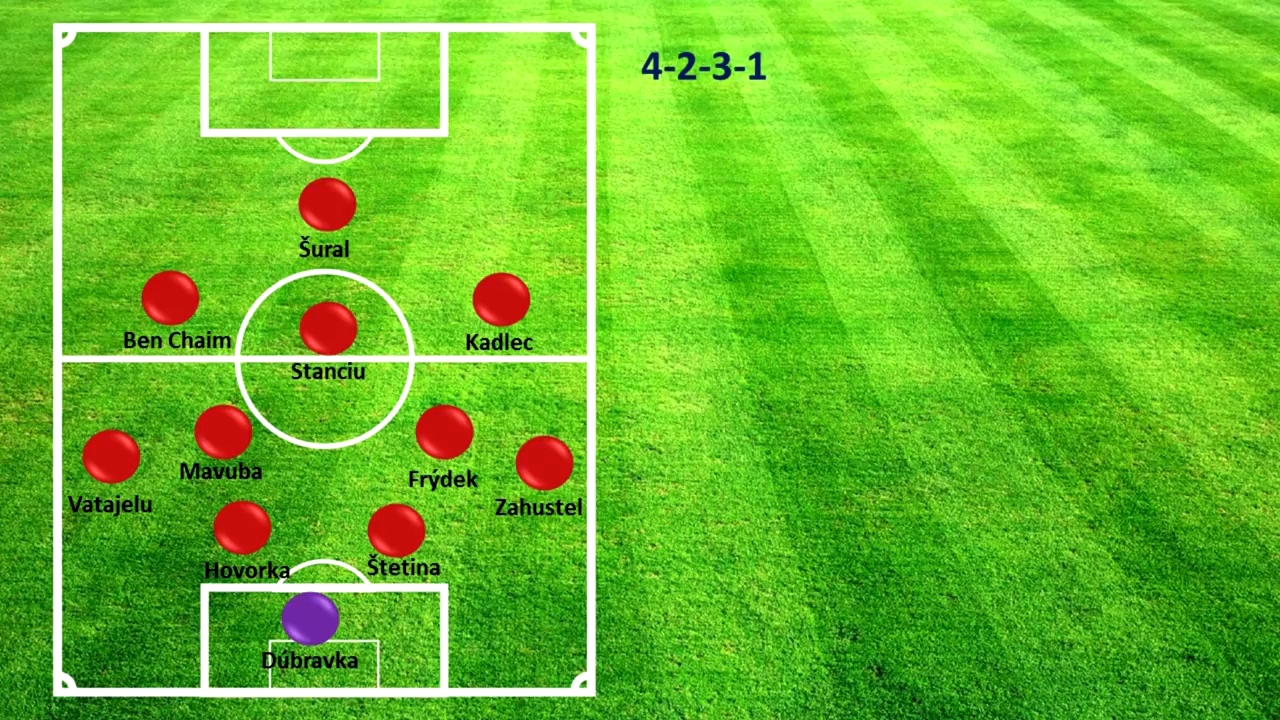 4-2-3-1
Šural
Ben Chaim
Kadlec
Stanciu
Mavuba
Frýdek
Vatajelu
Zahustel
Hovorka
Štetina
Dúbravka